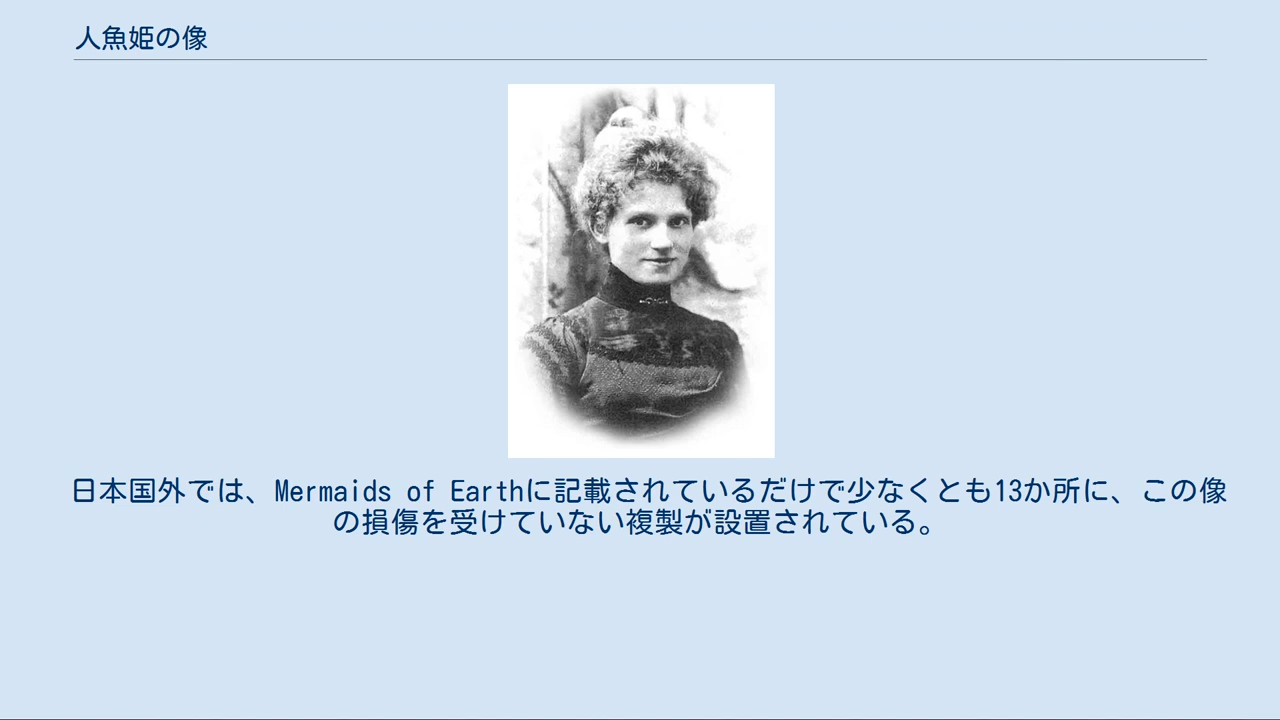 人魚姫の像
日本国外では、Mermaids of Earthに記載されているだけで少なくとも13か所に、この像
の損傷を受けていない複製が設置されている。